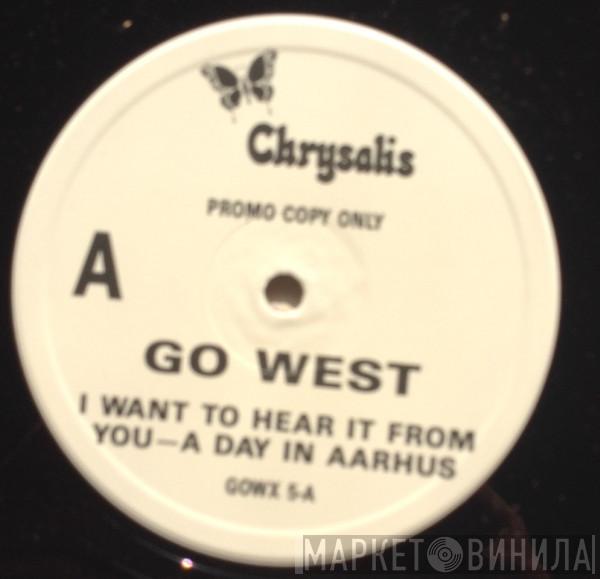 Chrysalis
PROMO COPY ONLY
A
GO WEST
I WANT TO HEAR IT FROM
YOU—A DAY IN AARHUS
GOWX 5-A
МАРКЕТ ВИНИЛА